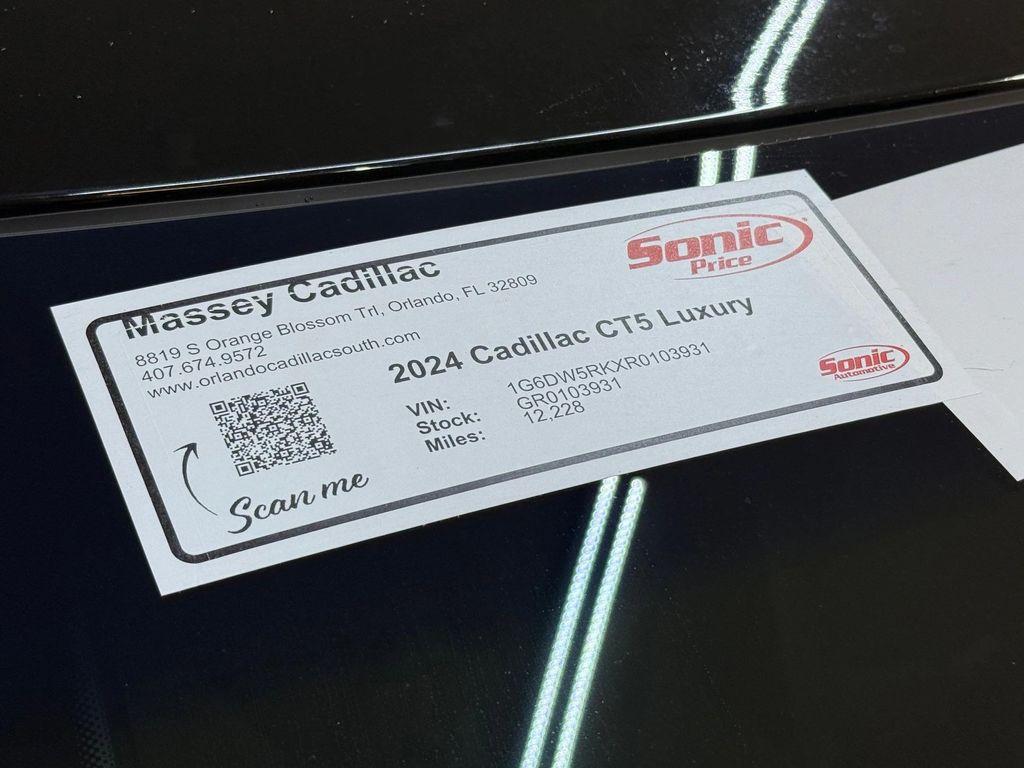 Massey Cadillac
8819 S Orange Blossom Trl, Orlando, FL 32809
407.674.9572
www.orlandocadillacsouth.com
Sonic
Price
2024 Cadillac CT5 Luxury
VIN: 1G6DW5RKXR0103931
Stock: GR0103931
Miles: 12,228
Scan me
Sonic
Automotive